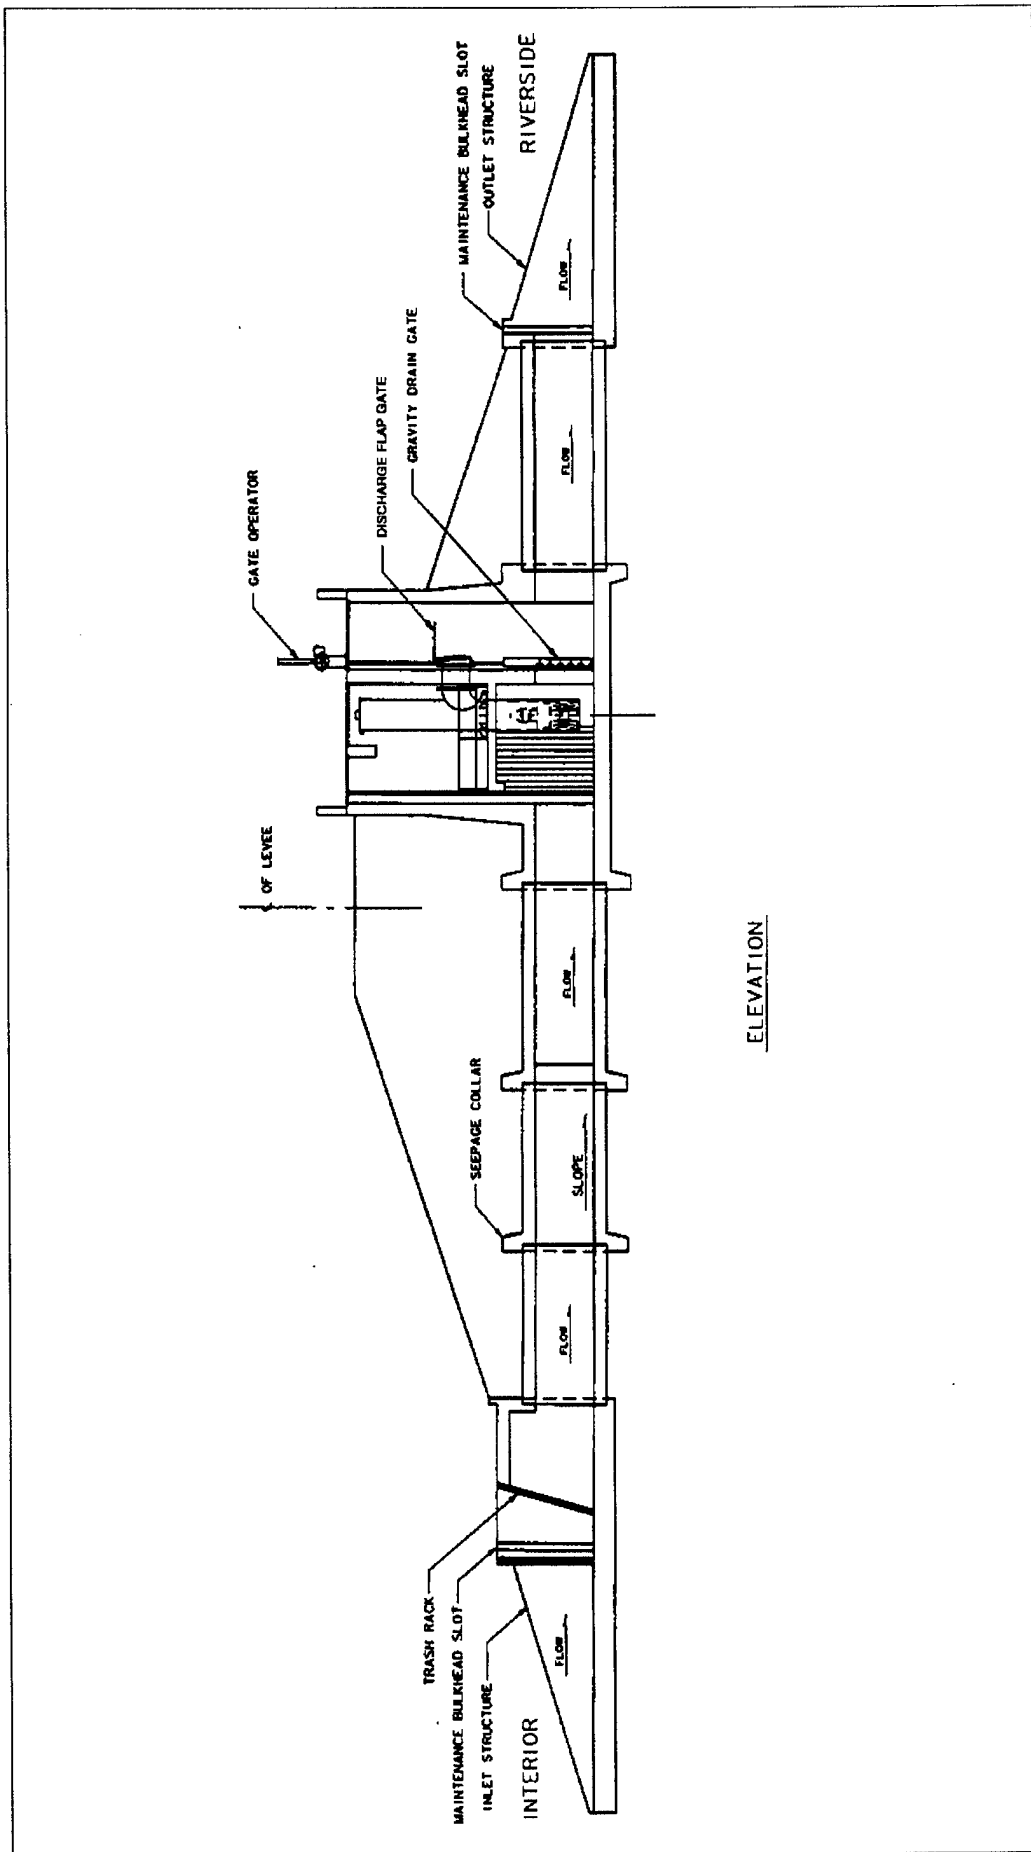 GATE OPERATOR
DISCHARGE FLAP GATE
GRAVITY DRAIN GATE
MAINTENANCE BULKHEAD SLOT
OUTLET STRUCTURE
RIVERSIDE
℄ OF LEVEE
SEEPAGE COLLAR
TRASH RACK
MAINTENANCE BULKHEAD SLOT
INLET STRUCTURE
INTERIOR
FLOW
FLOW
SLOPE
FLOW
FLOW
FLOW
ELEVATION